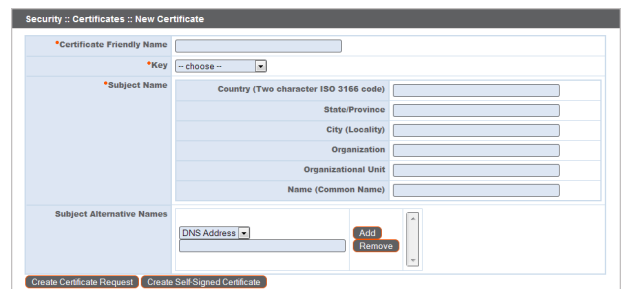 Security :: Certificates :: New Certificate
*Certificate Friendly Name
*Key -- choose --
*Subject Name Country (Two character ISO 3166 code)
State/Province
City (Locality)
Organization
Organizational Unit
Name (Common Name)
Subject Alternative Names
DNS Address Add
Remove
Create Certificate Request Create Self-Signed Certificate